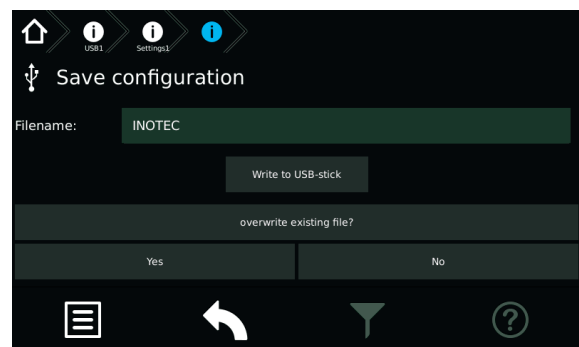 USB1 Settings1
Save configuration
Filename: INOTEC
Write to USB-stick
overwrite existing file?
Yes No